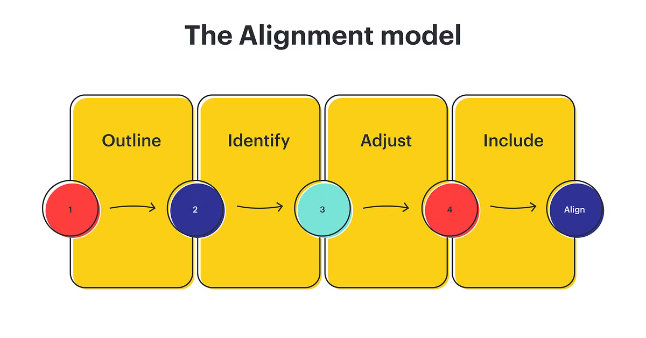 The Alignment model
Outline
Identify
Adjust
Include
1
2
3
4
Align